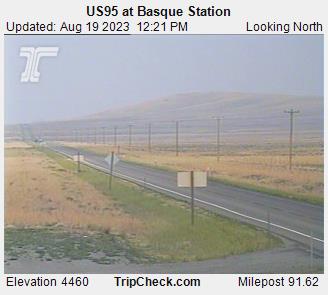 US95 at Basque Station
Updated: Aug 19 2023 12:21 PM Looking North
Elevation 4460 TripCheck.com Milepost 91.62